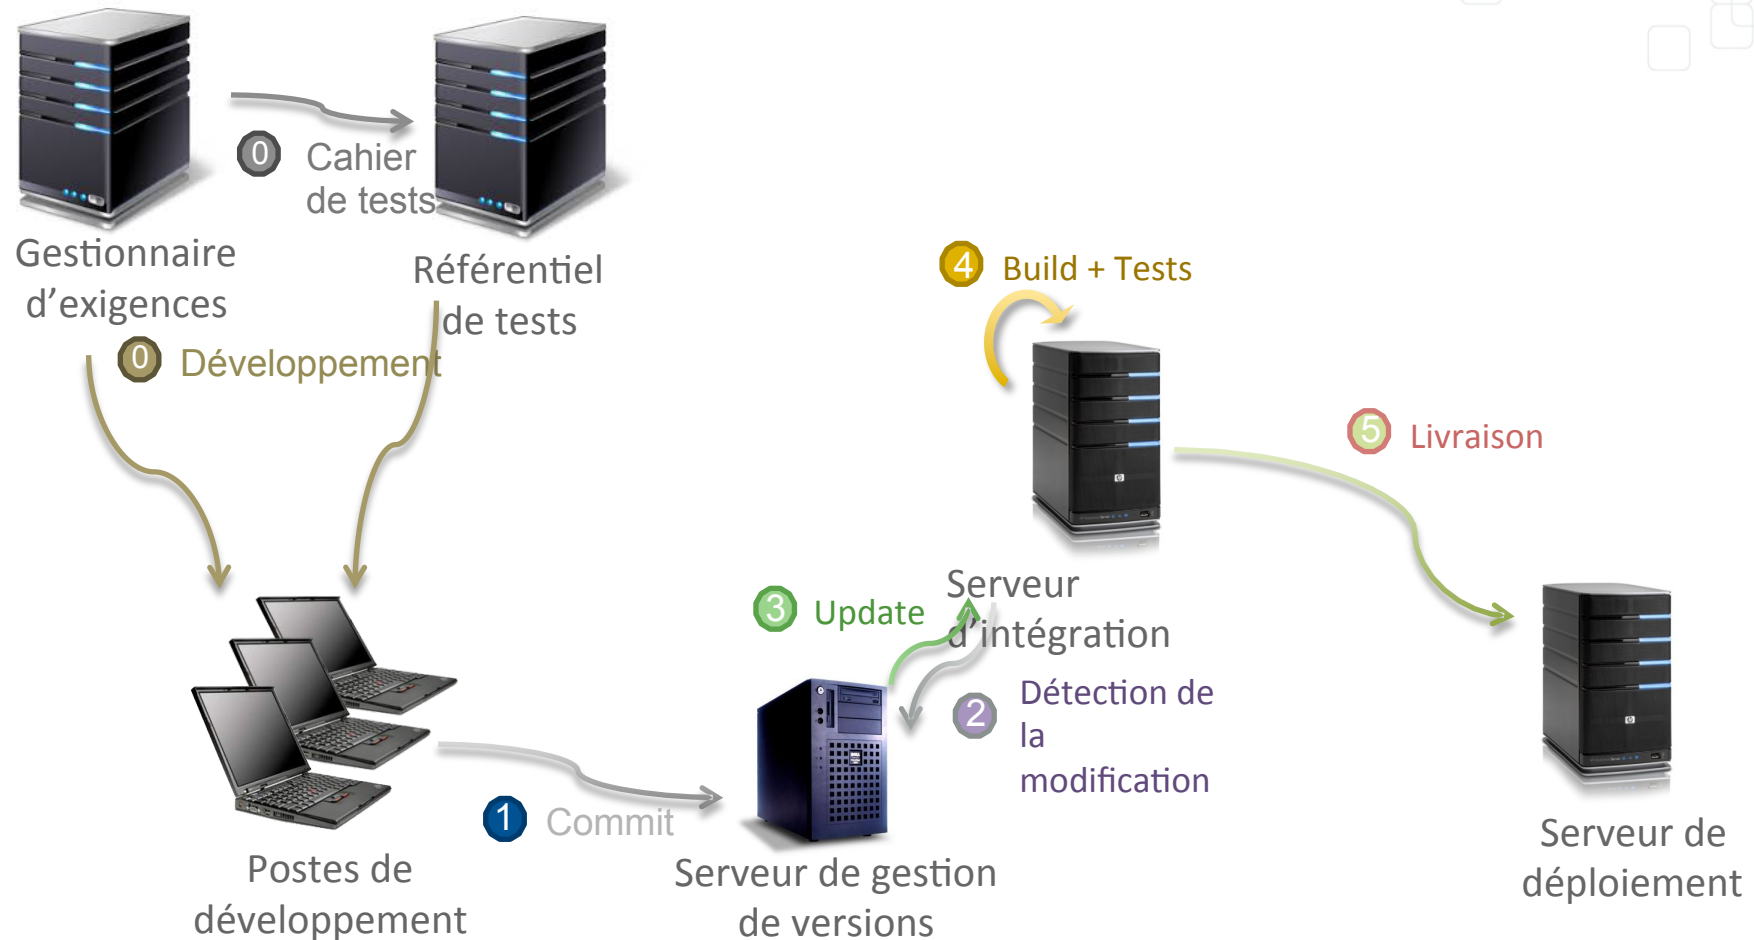 0 Cahier
de tests
Gestionnaire
d'exigences
Référentiel
de tests
0 Développement
4 Build + Tests
5 Livraison
3 Update
Serveur
d'intégration
2 Détection de
la
modification
1 Commit
Postes de
développement
Serveur de gestion
de versions
Serveur de
déploiement